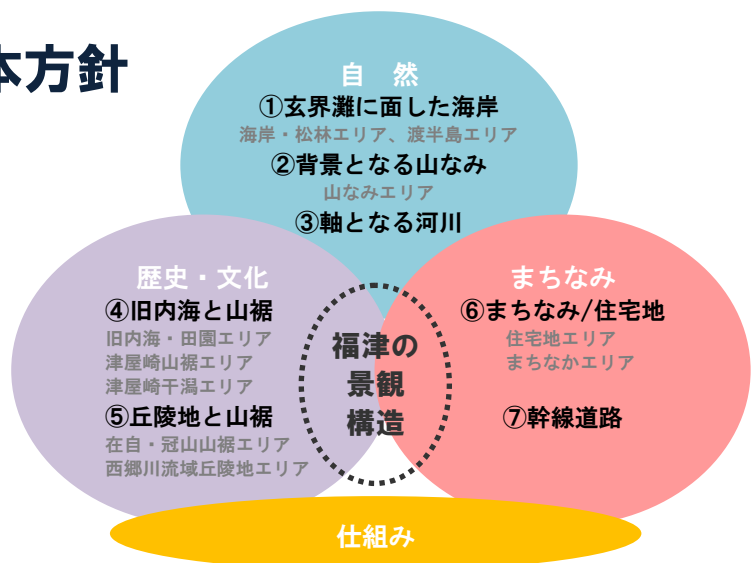 本方針
自　然
①玄界灘に面した海岸
海岸・松林エリア、渡半島エリア
②背景となる山なみ
山なみエリア
③軸となる河川
歴史・文化
④旧内海と山裾
旧内海・田園エリア
津屋崎山裾エリア
津屋崎干潟エリア
⑤丘陵地と山裾
在自・冠山山裾エリア
西郷川流域丘陵地エリア
福津の
景観
構造
まちなみ
⑥まちなみ/住宅地
住宅地エリア
まちなかエリア
⑦幹線道路
仕組み